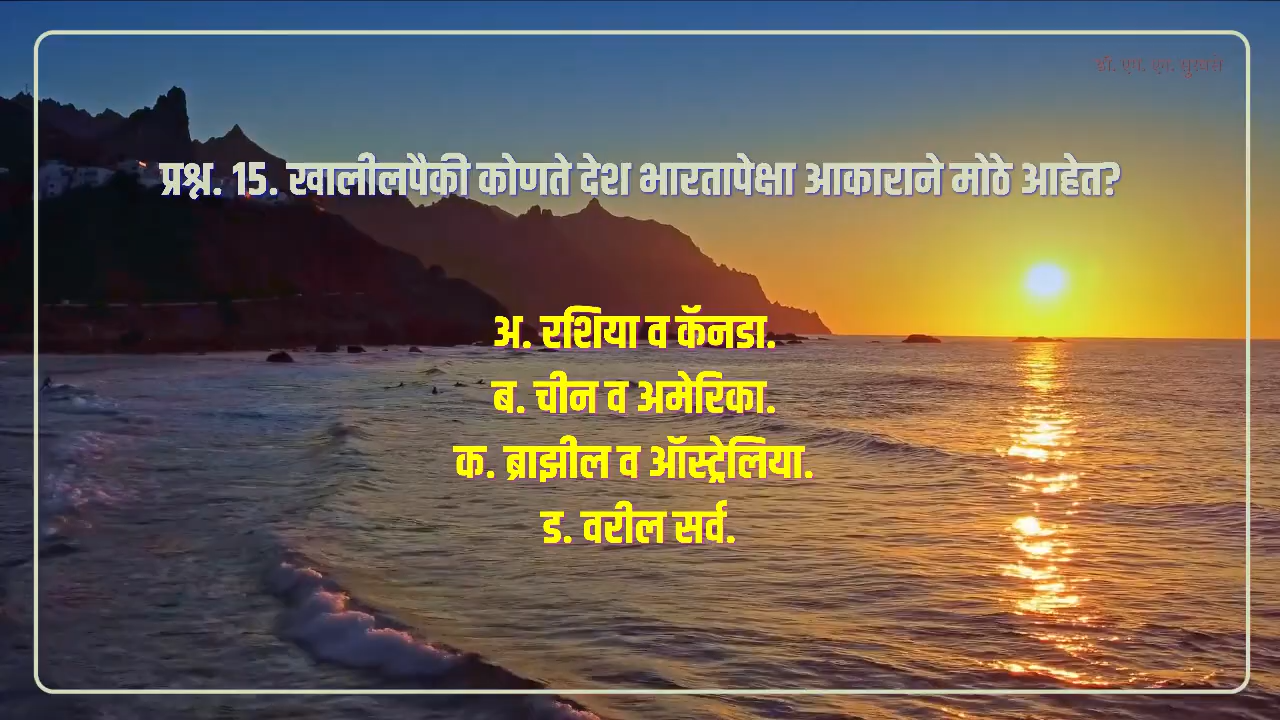 प्रश्न. 15. खालीलपैकी कोणते देश भारतापेक्षा आकाराने मोठे आहेत?
अ. रशिया व कॅनडा.
ब. चीन व अमेरिका.
क. ब्राझील व ऑस्ट्रेलिया.
ड. वरील सर्व.